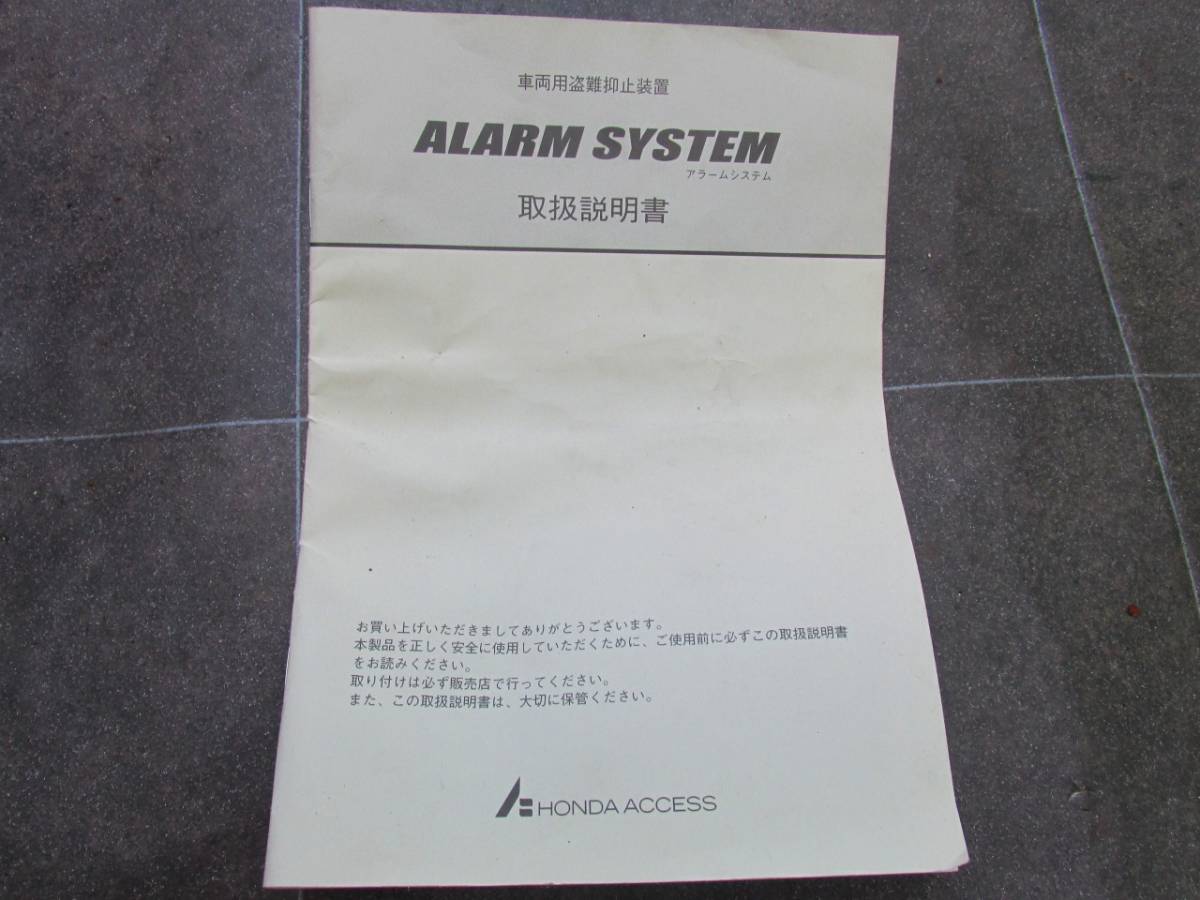 車両用盗難抑止装置
ALARM SYSTEM
アラームシステム
取扱説明書
お買い上げいただきましてありがとうございます。
本製品を正しく安全に使用していただくために、ご使用前に必ずこの取扱説明書
をお読みください。
取り付けは必ず販売店で行ってください。
また、この取扱説明書は、大切に保管ください。
HONDA ACCESS